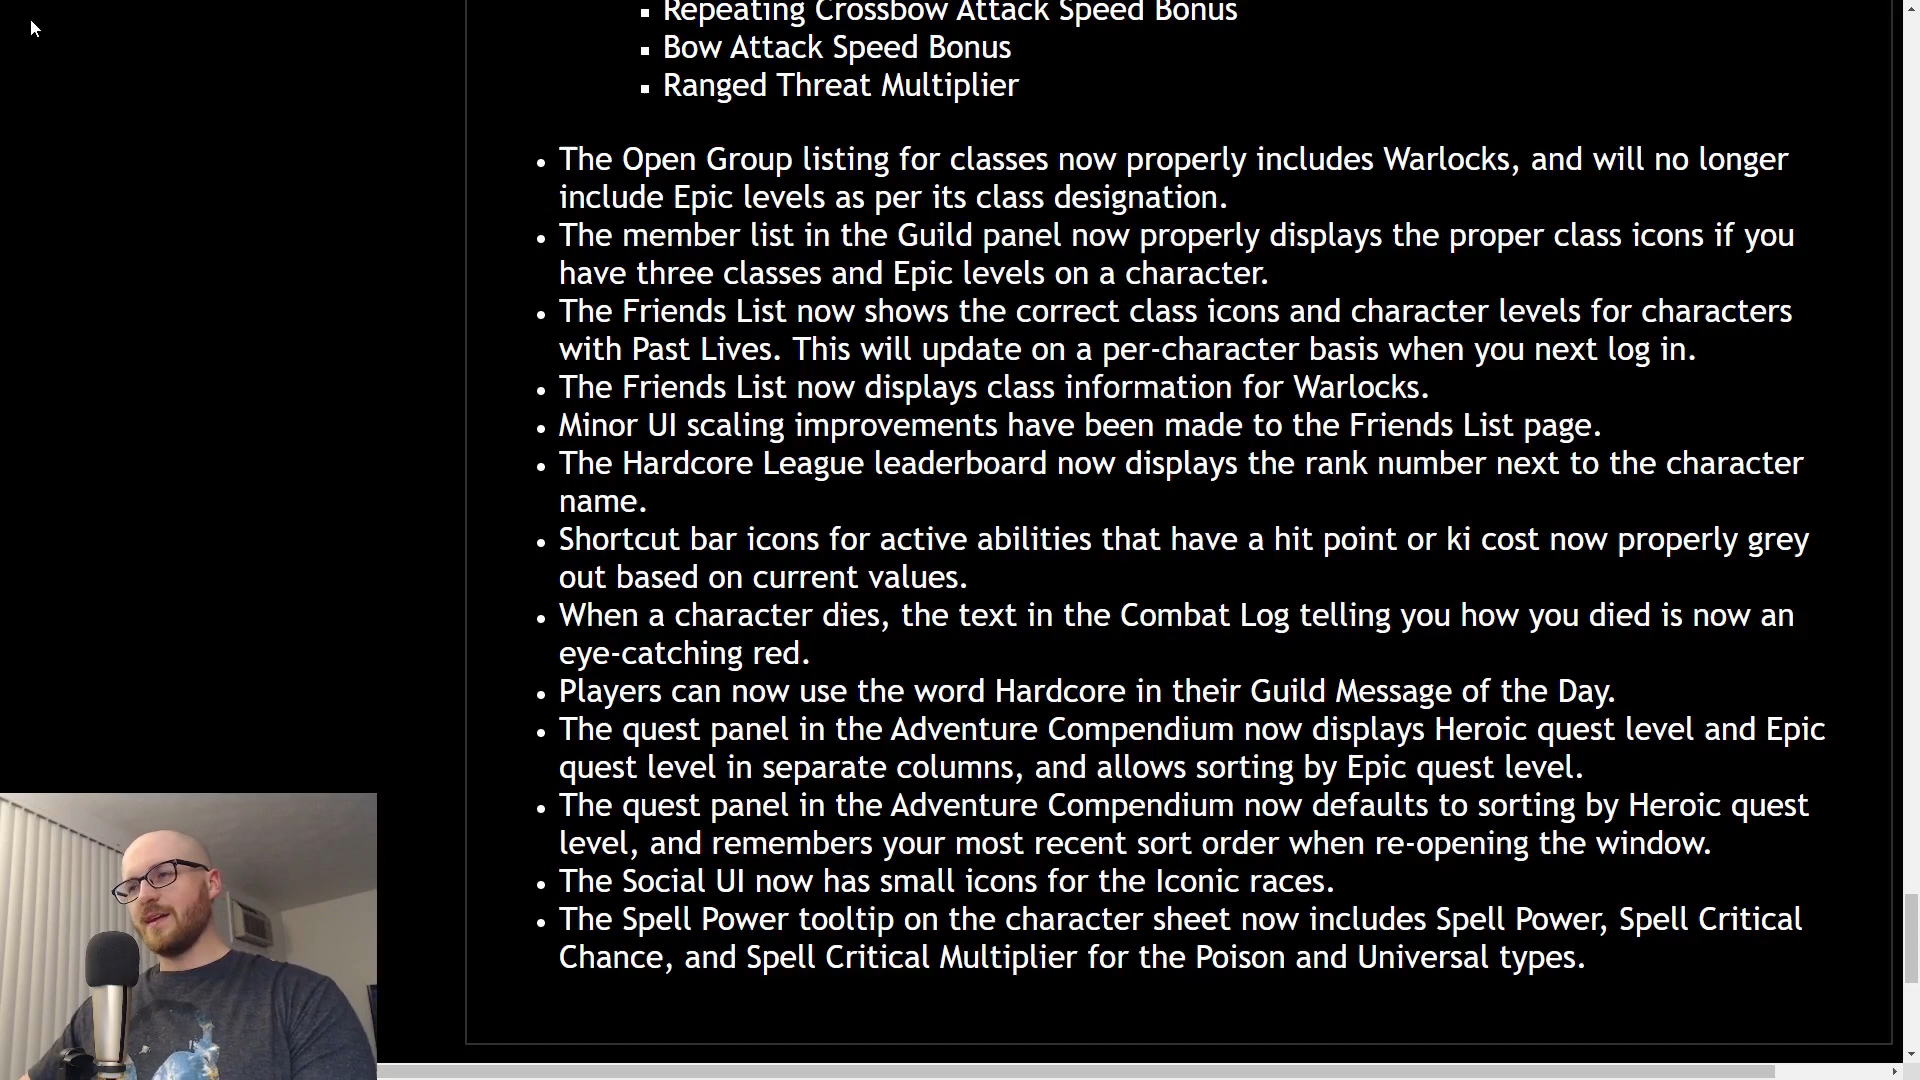 Repeating Crossbow Attack Speed Bonus
Bow Attack Speed Bonus
Ranged Threat Multiplier
The Open Group listing for classes now properly includes Warlocks, and will no longer
include Epic levels as per its class designation.
The member list in the Guild panel now properly displays the proper class icons if you
have three classes and Epic levels on a character.
The Friends List now shows the correct class icons and character levels for characters
with Past Lives. This will update on a per-character basis when you next log in.
The Friends List now displays class information for Warlocks.
Minor UI scaling improvements have been made to the Friends List page.
The Hardcore League leaderboard now displays the rank number next to the character
name.
Shortcut bar icons for active abilities that have a hit point or ki cost now properly grey
out based on current values.
When a character dies, the text in the Combat Log telling you how you died is now an
eye-catching red.
Players can now use the word Hardcore in their Guild Message of the Day.
The quest panel in the Adventure Compendium now displays Heroic quest level and Epic
quest level in separate columns, and allows sorting by Epic quest level.
The quest panel in the Adventure Compendium now defaults to sorting by Heroic quest
level, and remembers your most recent sort order when re-opening the window.
The Social UI now has small icons for the Iconic races.
The Spell Power tooltip on the character sheet now includes Spell Power, Spell Critical
Chance, and Spell Critical Multiplier for the Poison and Universal types.